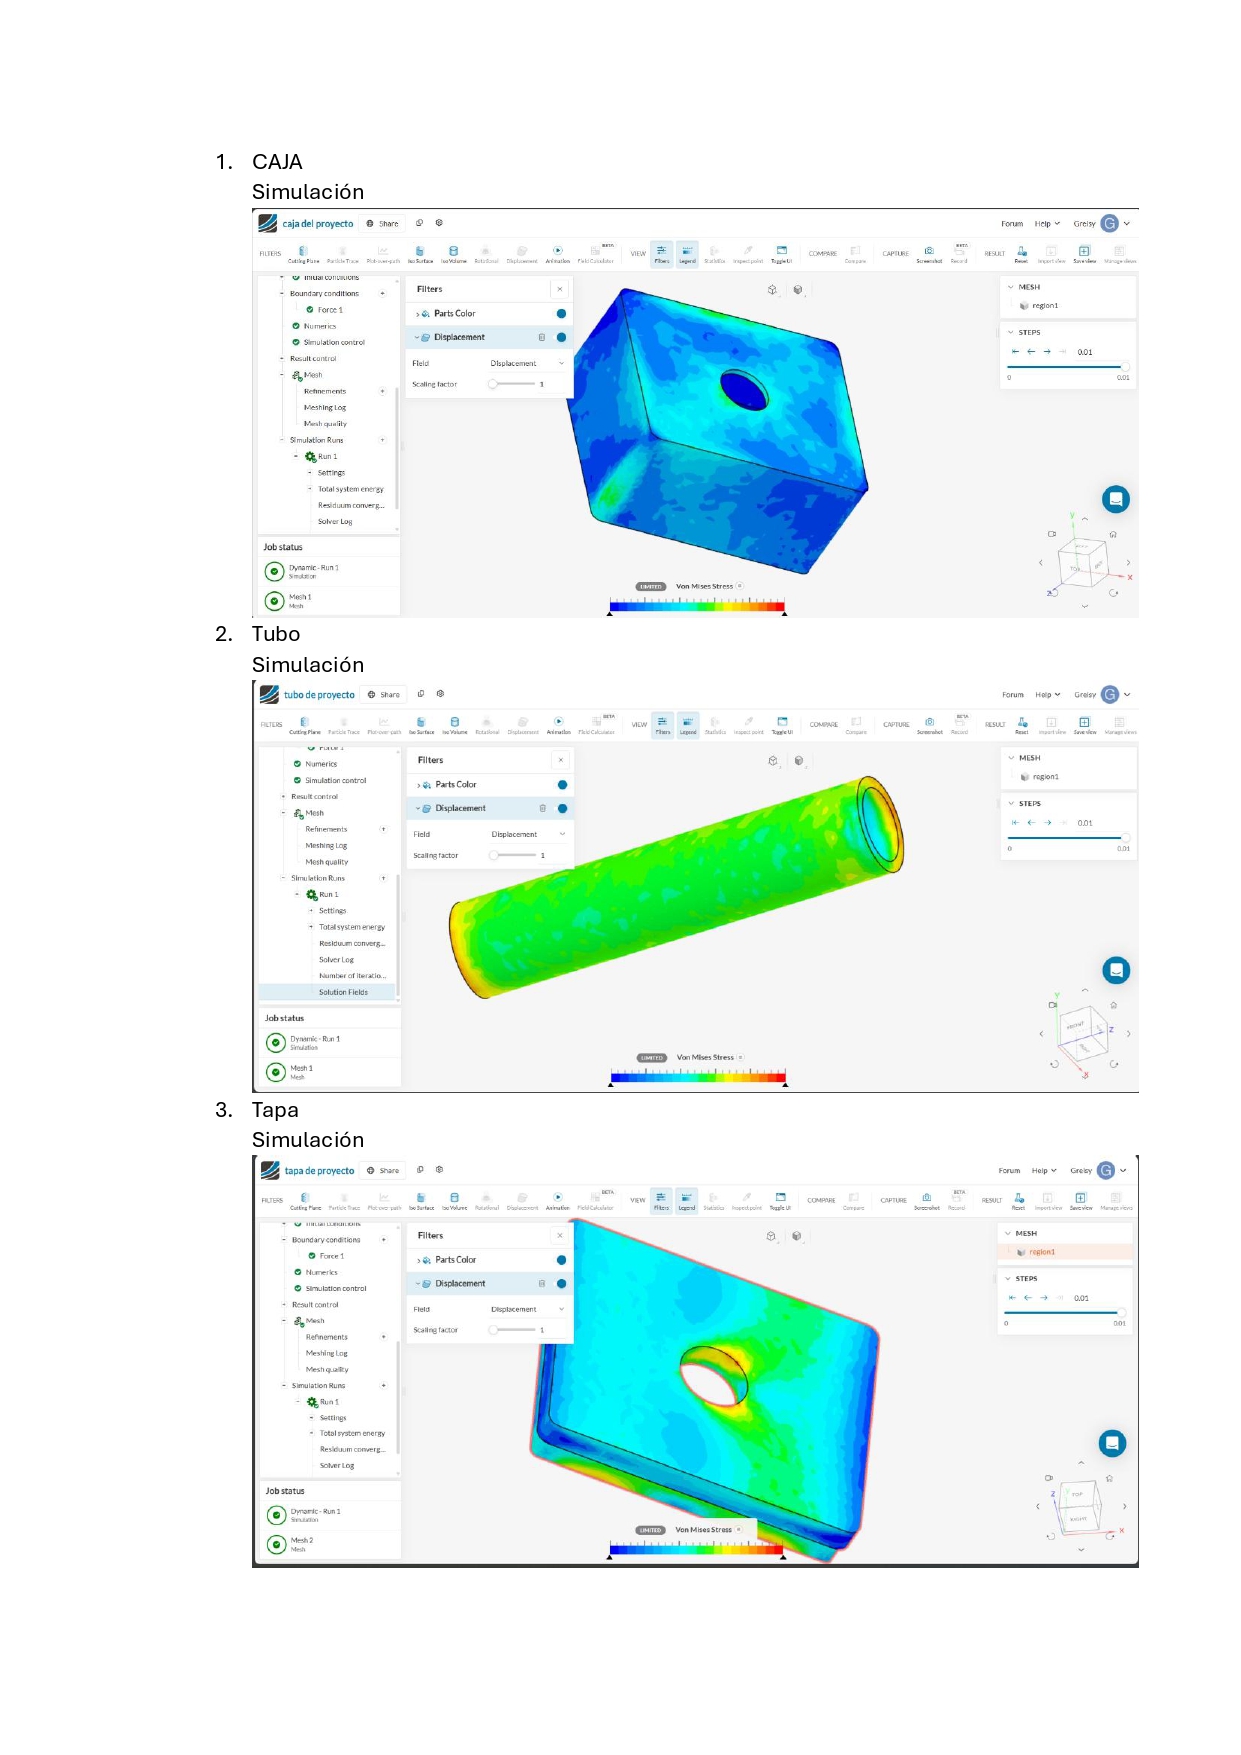 1. CAJA
Simulación
caja del proyecto Share Forum Help Greisy G
FILTERS Cutting Plane Particle Trace Plot-over-path Iso Surface Iso Volume Rotational Displacement Animation Field Calculator BETA VIEW Filters Legend Statistics Inspect point Toggle UI COMPARE Compare CAPTURE Screenshot Record BETA RESULT Reset Import view Save view Manage views
Initial conditions
Boundary conditions
Force 1
Numerics
Simulation control
Result control
Mesh
Refinements
Meshing Log
Mesh quality
Simulation Runs
Run 1
Settings
Total system energy
Residuum converg...
Solver Log
Job status
Dynamic - Run 1
Simulation
Mesh 1
Mesh
Filters
Parts Color
Displacement
Field Displacement
Scaling factor 1
MESH
region1
STEPS
0.01
0 0.01
LIMITED Von Mises Stress
y
x
z
2. Tubo
Simulación
tubo de proyecto Share Forum Help Greisy G
FILTERS Cutting Plane Particle Trace Plot-over-path Iso Surface Iso Volume Rotational Displacement Animation Field Calculator BETA VIEW Filters Legend Statistics Inspect point Toggle UI COMPARE Compare CAPTURE Screenshot Record BETA RESULT Reset Import view Save view Manage views
Force 1
Numerics
Simulation control
Result control
Mesh
Refinements
Meshing Log
Mesh quality
Simulation Runs
Run 1
Settings
Total system energy
Residuum converg...
Solver Log
Number of iteratio...
Solution Fields
Job status
Dynamic - Run 1
Simulation
Mesh 1
Mesh
Filters
Parts Color
Displacement
Field Displacement
Scaling factor 1
MESH
region1
STEPS
0.01
0 0.01
LIMITED Von Mises Stress
Y
Z
X
3. Tapa
Simulación
tapa de proyecto Share Forum Help Greisy G
FILTERS Cutting Plane Particle Trace Plot-over-path Iso Surface Iso Volume Rotational Displacement Animation Field Calculator BETA VIEW Filters Legend Statistics Inspect point Toggle UI COMPARE Compare CAPTURE Screenshot Record BETA RESULT Reset Import view Save view Manage views
Initial conditions
Boundary conditions
Force 1
Numerics
Simulation control
Result control
Mesh
Refinements
Meshing Log
Mesh quality
Simulation Runs
Run 1
Settings
Total system energy
Residuum converg...
Solver Log
Job status
Dynamic - Run 1
Simulation
Mesh 2
Mesh
Filters
Parts Color
Displacement
Field Displacement
Scaling factor 1
MESH
region1
STEPS
0.01
0 0.01
LIMITED Von Mises Stress
Z
TOP
RIGHT
X